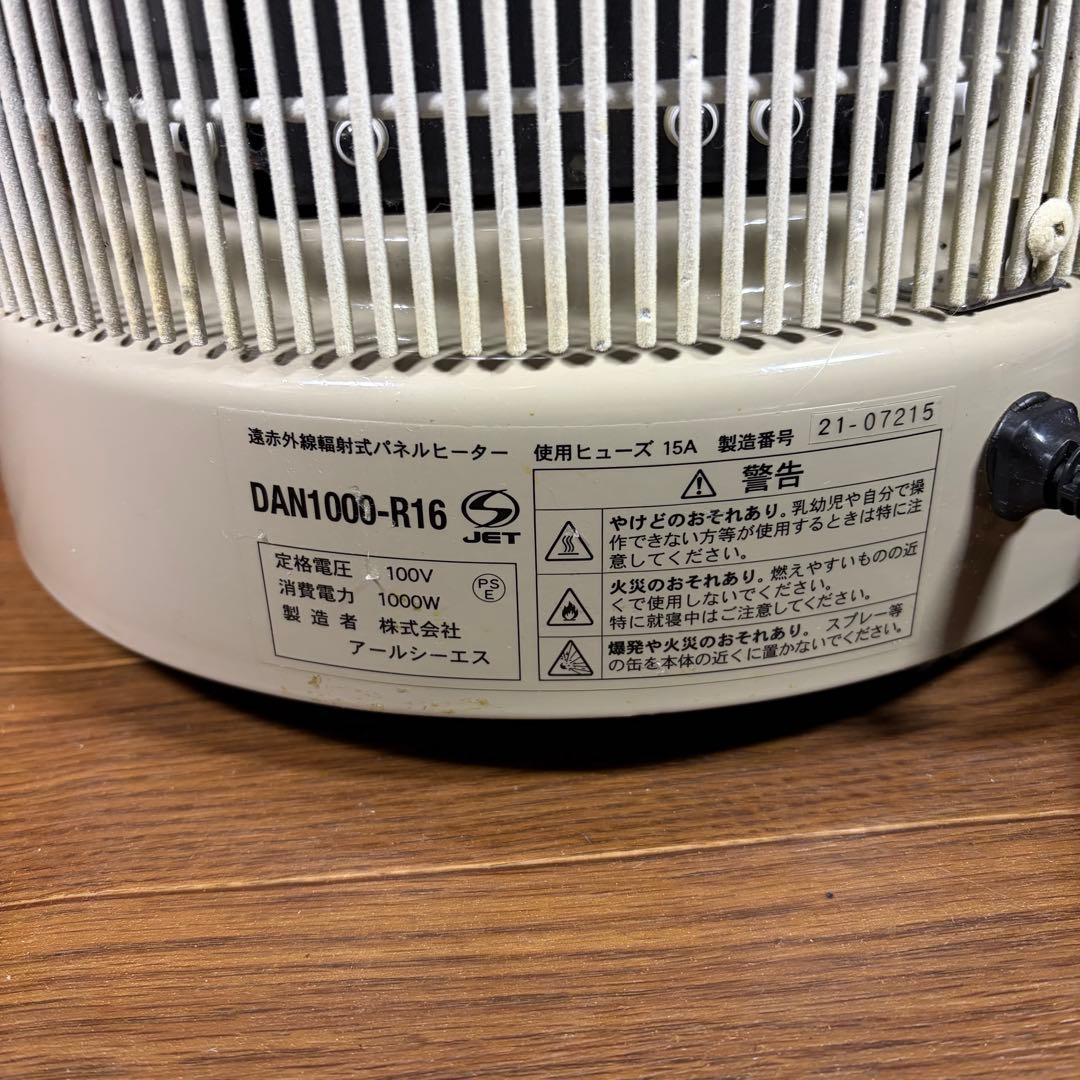 遠赤外線輻射式パネルヒーター 使用ヒューズ 15A 製造番号 21-07215
DAN1000-R16
JET
定格電圧 100V
消費電力 1000W
製造者 株式会社
アールシーエス
PS
E
警告
やけどのおそれあり。乳幼児や自分で操
作できない方等が使用するときは特に注
意してください。
火災のおそれあり。燃えやすいものの近
くで使用しないでください。
特に就寝中はご注意してください。
爆発や火災のおそれあり。 スプレー等
の缶を本体の近くに置かないでください。